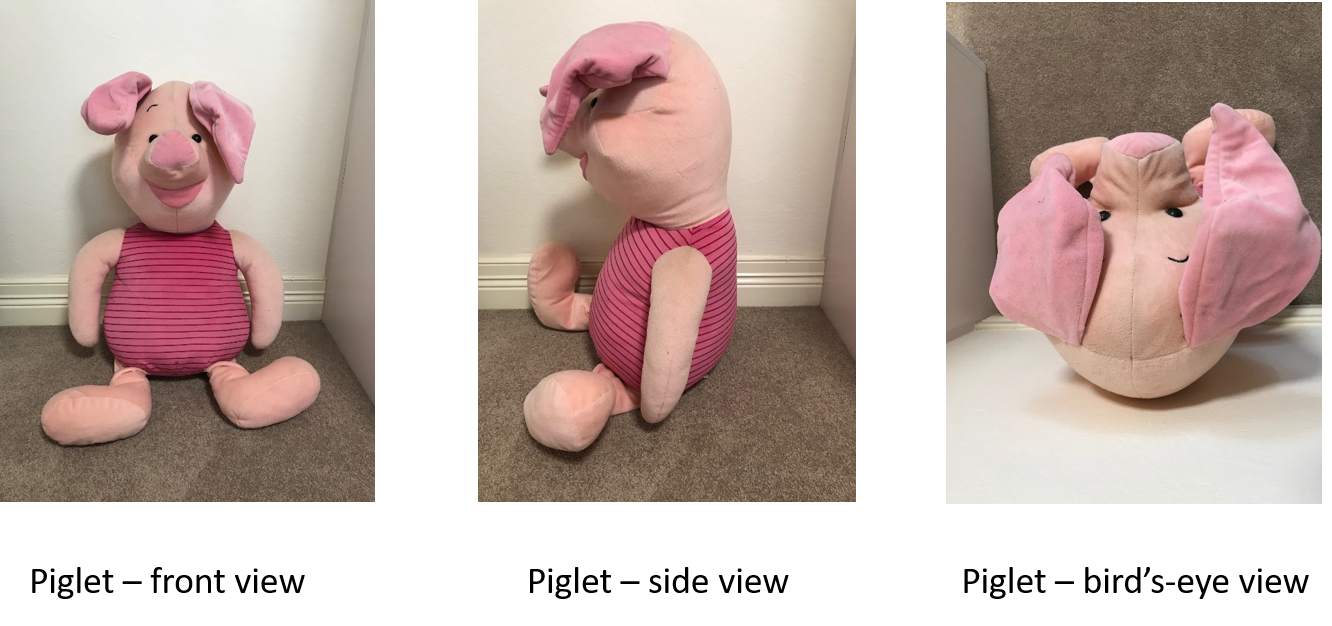 Piglet – front view
Piglet – side view
Piglet – bird’s-eye view